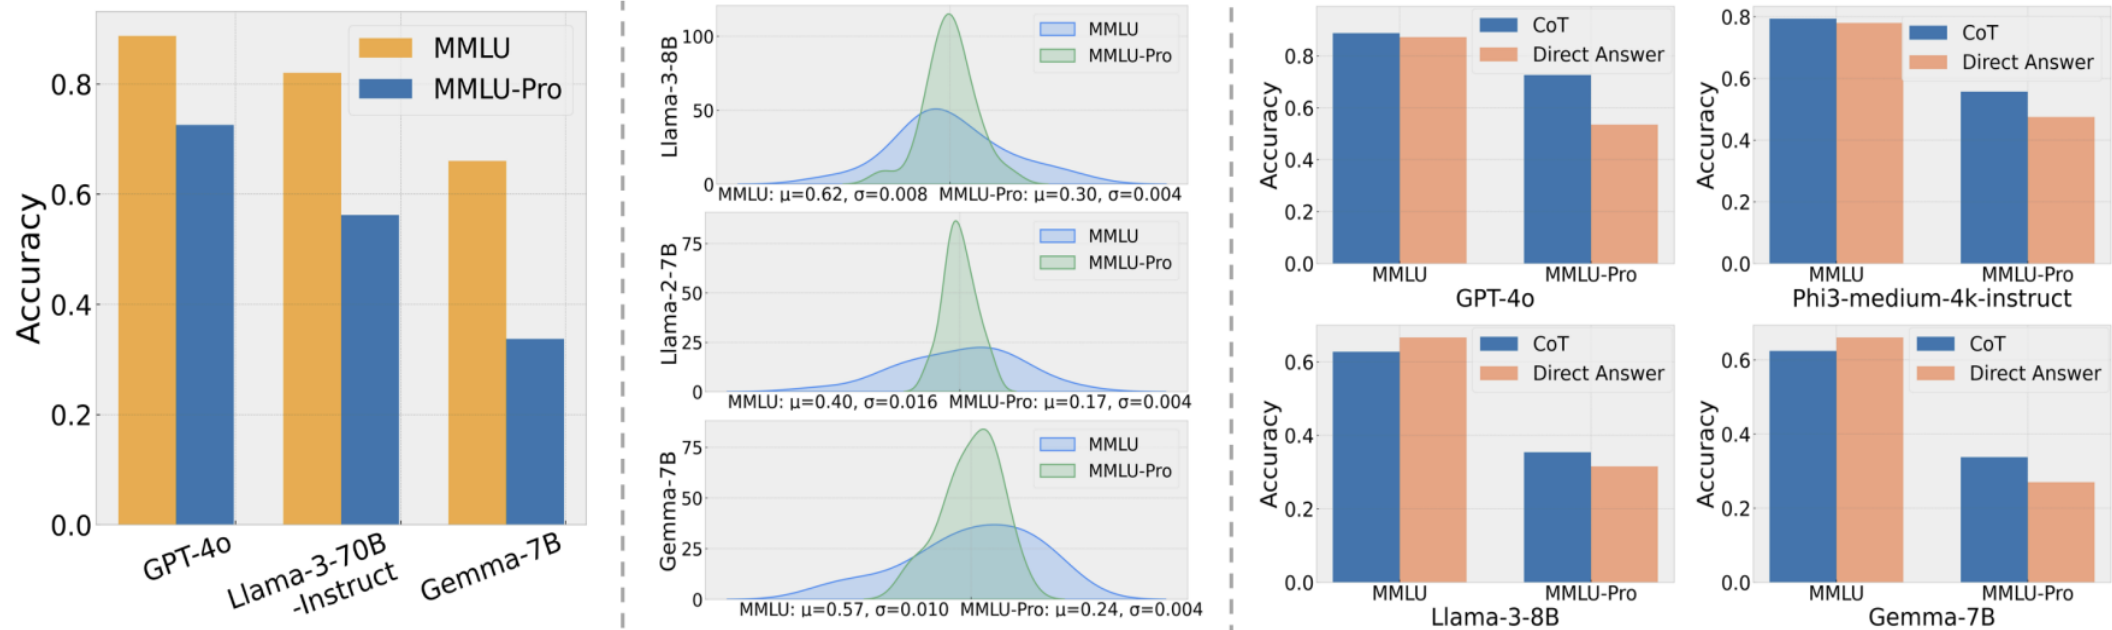 Accuracy
0.8
0.6
0.4
0.2
0.0
MMLU
MMLU-Pro
GPT-4o
Llama-3-70B
-Instruct
Gemma-7B
Llama-3-8B
100
50
0
MMLU
MMLU-Pro
MMLU: μ=0.62, σ=0.008 MMLU-Pro: μ=0.30, σ=0.004
Llama-2-7B
75
50
25
0
MMLU
MMLU-Pro
MMLU: μ=0.40, σ=0.016 MMLU-Pro: μ=0.17, σ=0.004
Gemma-7B
75
50
25
0
MMLU
MMLU-Pro
MMLU: μ=0.57, σ=0.010 MMLU-Pro: μ=0.24, σ=0.004
Accuracy
0.8
0.6
0.4
0.2
0.0
CoT
Direct Answer
MMLU MMLU-Pro
GPT-4o
Accuracy
0.8
0.6
0.4
0.2
0.0
CoT
Direct Answer
MMLU MMLU-Pro
Phi3-medium-4k-instruct
Accuracy
0.6
0.4
0.2
0.0
CoT
Direct Answer
MMLU MMLU-Pro
Llama-3-8B
Accuracy
0.6
0.4
0.2
0.0
CoT
Direct Answer
MMLU MMLU-Pro
Gemma-7B